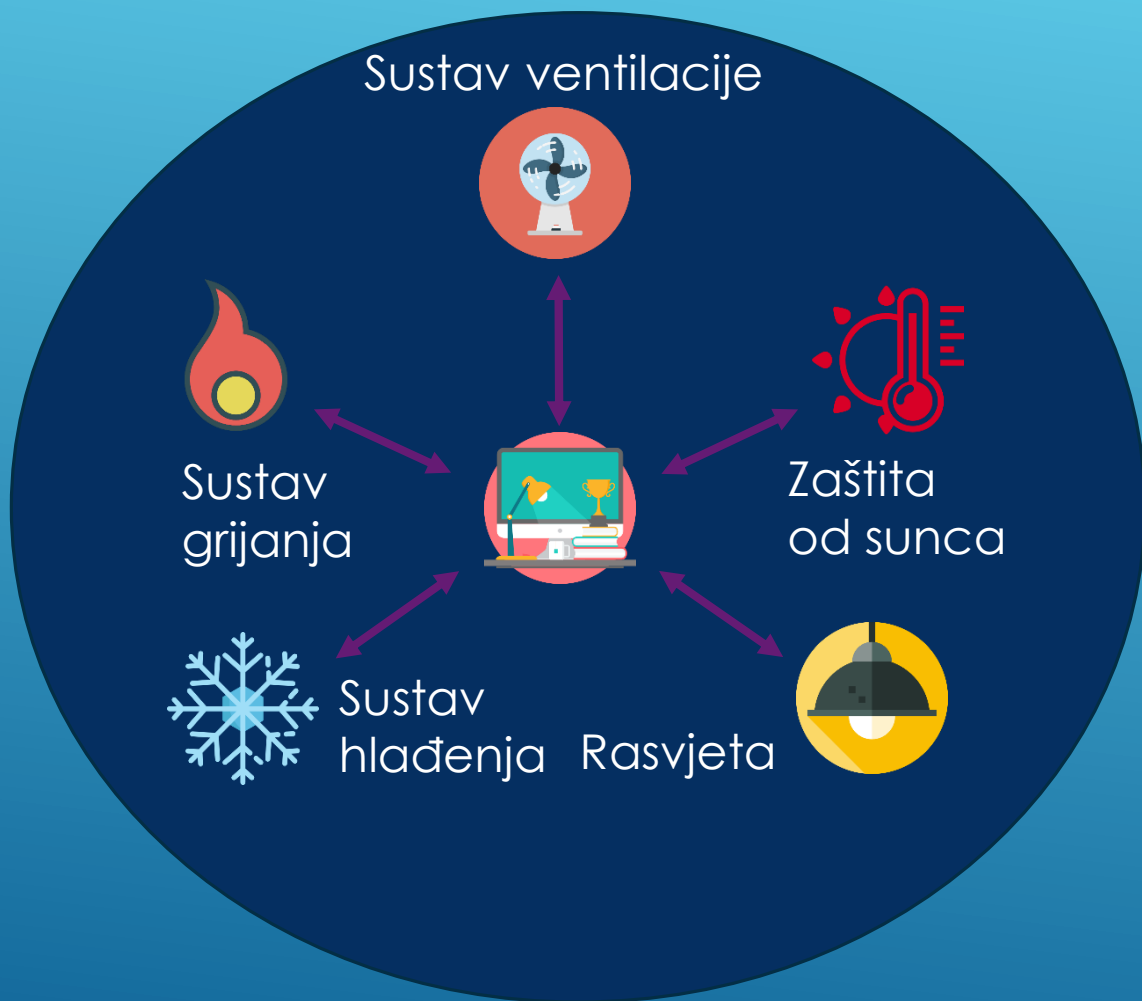 Sustav ventilacije
Sustav
grijanja
Zaštita
od sunca
Sustav
hlađenja
Rasvjeta